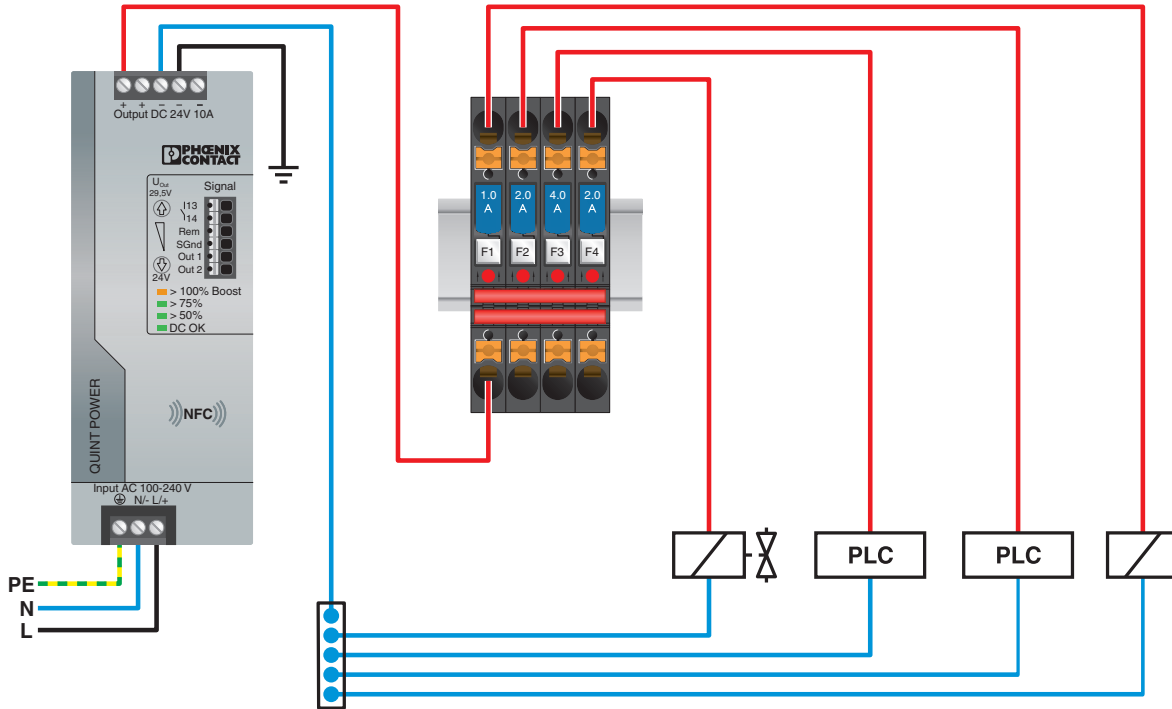 + + − − −
Output DC 24V 10A
PHŒNIX
CONTACT
UOut
29,5V
Signal
13
14
Rem
SGnd
Out 1
Out 2
24V
> 100% Boost
> 75%
> 50%
DC OK
NFC
QUINT POWER
Input AC 100-240 V
N/- L/+
PE
N
L
1.0
A
2.0
A
4.0
A
2.0
A
F1
F2
F3
F4
PLC
PLC